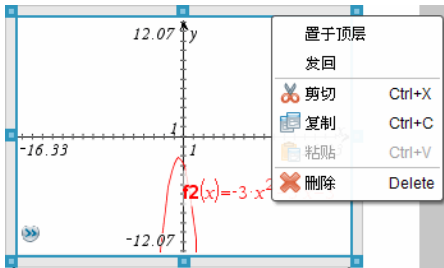 12.07 y
1
-16.33
1
f2(x)=-3·x²
-12.07
置于顶层
发回
剪切 Ctrl+X
复制 Ctrl+C
粘贴 Ctrl+V
删除 Delete